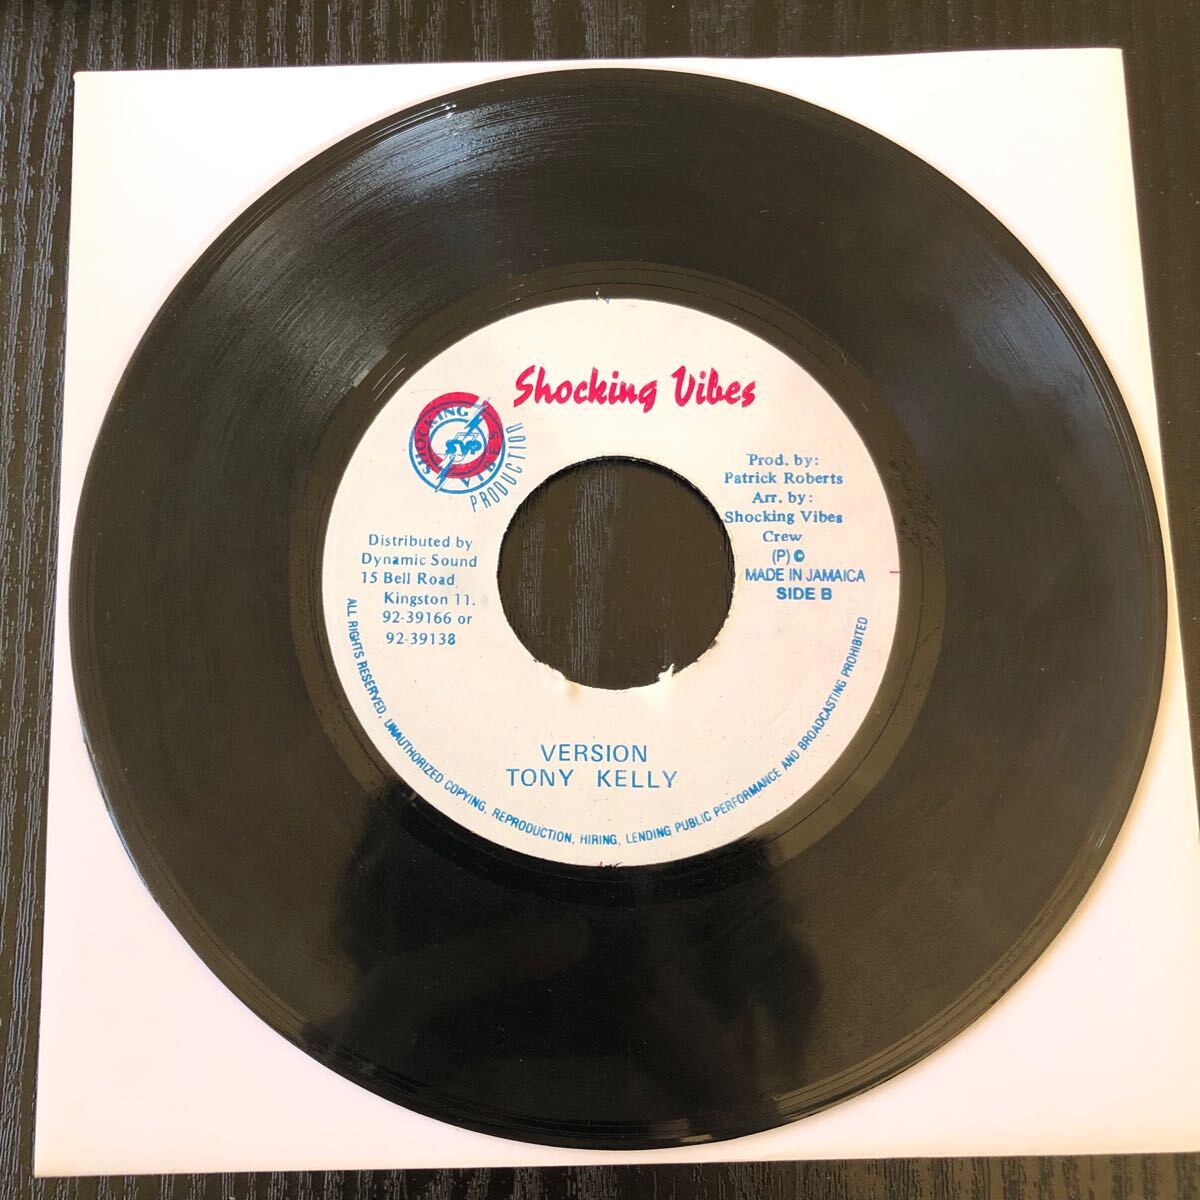 Shocking Vibes
SHOCKING VIBES
SVP
PRODUCTION
Prod. by:
Patrick Roberts
Arr. by:
Shocking Vibes
Crew
(P) ©
MADE IN JAMAICA
SIDE B
Distributed by
Dynamic Sound
15 Bell Road
Kingston 11.
92-39166 or
92-39138
VERSION
TONY KELLY
ALL RIGHTS RESERVED, UNAUTHORIZED COPYING, REPRODUCTION, HIRING, LENDING PUBLIC PERFORMANCE AND BROADCASTING PROHIBITED